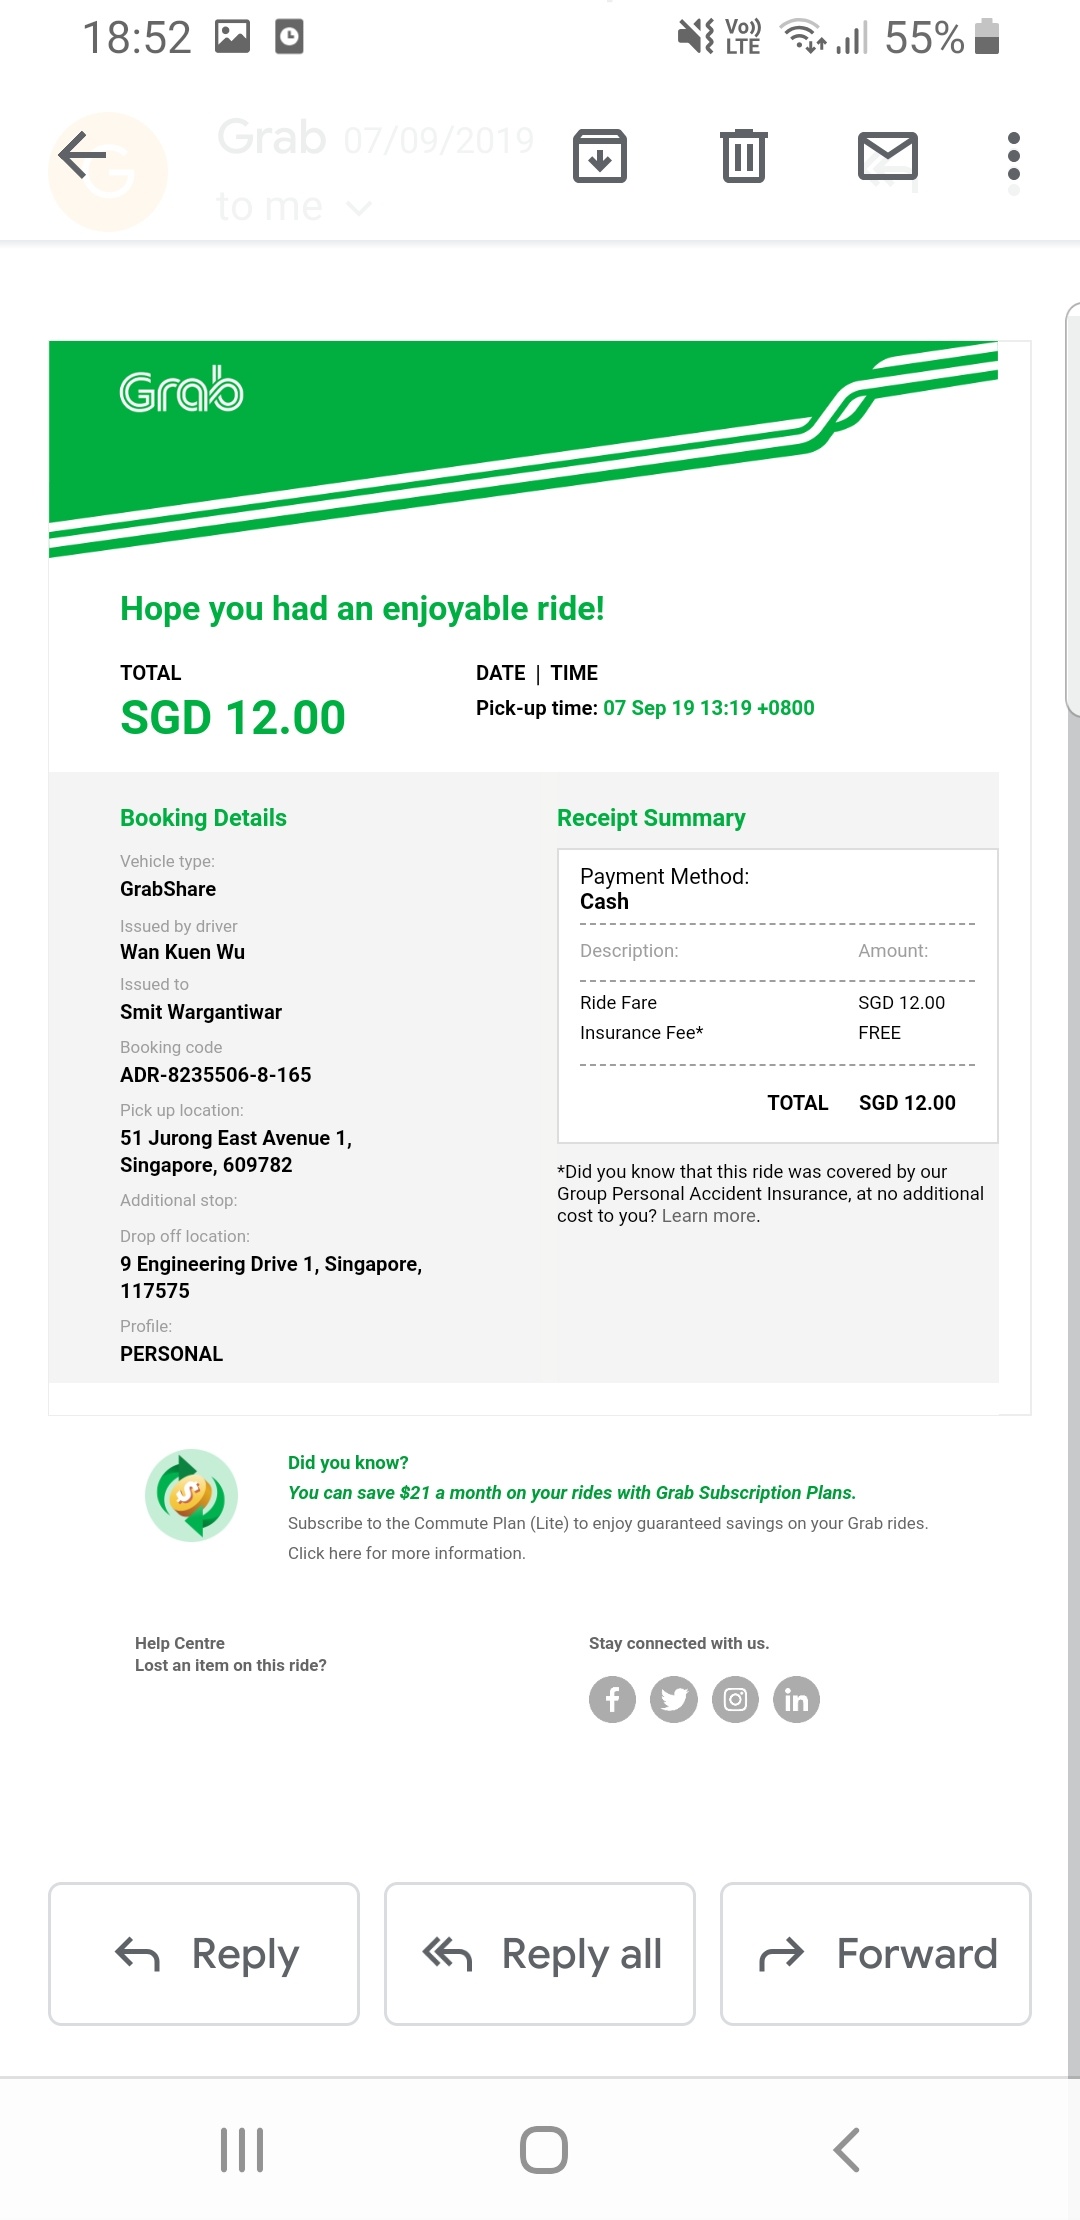 18:52
Vo)) LTE
55%
Grab 07/09/2019
to me
Grab
Hope you had an enjoyable ride!
TOTAL
SGD 12.00
DATE | TIME
Pick-up time: 07 Sep 19 13:19 +0800
Booking Details
Vehicle type:
GrabShare
Issued by driver
Wan Kuen Wu
Issued to
Smit Wargantiwar
Booking code
ADR-8235506-8-165
Pick up location:
51 Jurong East Avenue 1,
Singapore, 609782
Additional stop:
Drop off location:
9 Engineering Drive 1, Singapore,
117575
Profile:
PERSONAL
Receipt Summary
Payment Method:
Cash
Description: Amount:
Ride Fare SGD 12.00
Insurance Fee* FREE
TOTAL SGD 12.00
*Did you know that this ride was covered by our
Group Personal Accident Insurance, at no additional
cost to you? Learn more.
Did you know?
You can save $21 a month on your rides with Grab Subscription Plans.
Subscribe to the Commute Plan (Lite) to enjoy guaranteed savings on your Grab rides.
Click here for more information.
Help Centre
Lost an item on this ride?
Stay connected with us.
Reply
Reply all
Forward